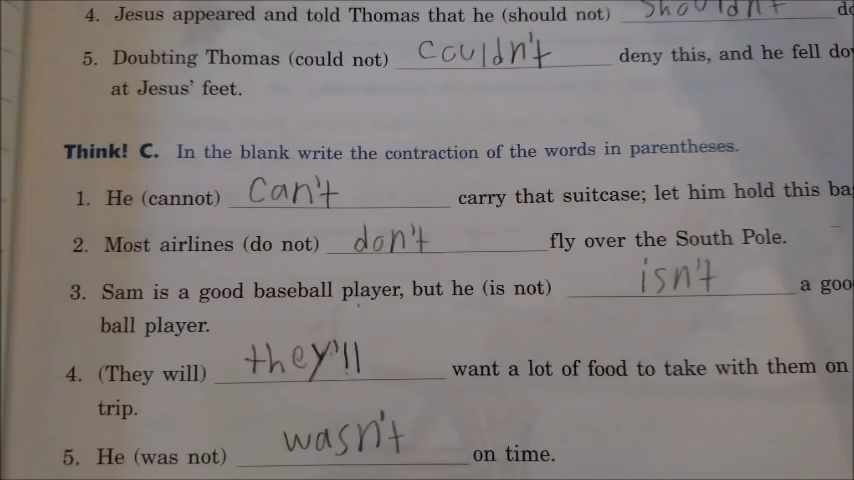 4. Jesus appeared and told Thomas that he (should not) shouldn't
5. Doubting Thomas (could not) couldn't deny this, and he fell
at Jesus' feet.
Think! C. In the blank write the contraction of the words in parentheses.
1. He (cannot) can't carry that suitcase; let him hold this
2. Most airlines (do not) don't fly over the South Pole.
3. Sam is a good baseball player, but he (is not) isn't a
ball player.
4. (They will) they'll want a lot of food to take with them on
trip.
5. He (was not) wasn't on time.